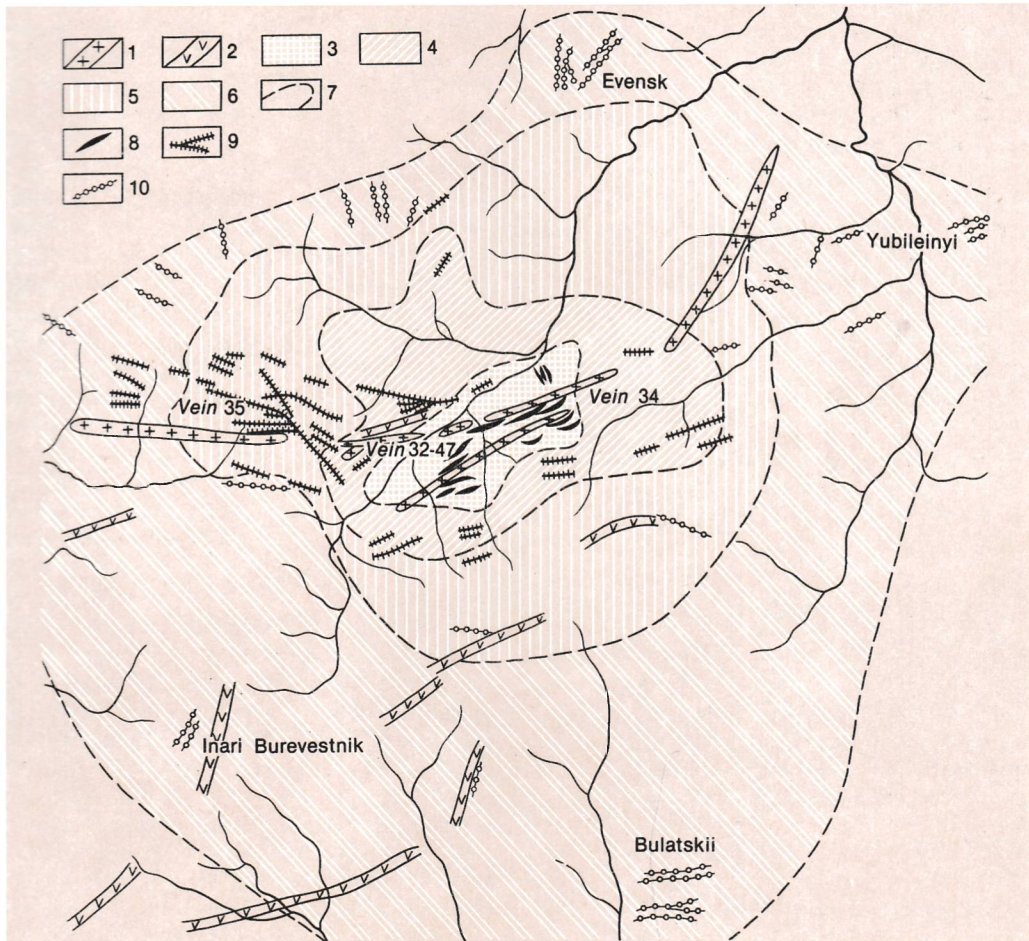 1 2 3 4
5 6 7
8 9
10
Evensk
Yubileinyi
Vein 35
Vein 34
Vein 32-47
Inari Burevestnik
Bulatskii